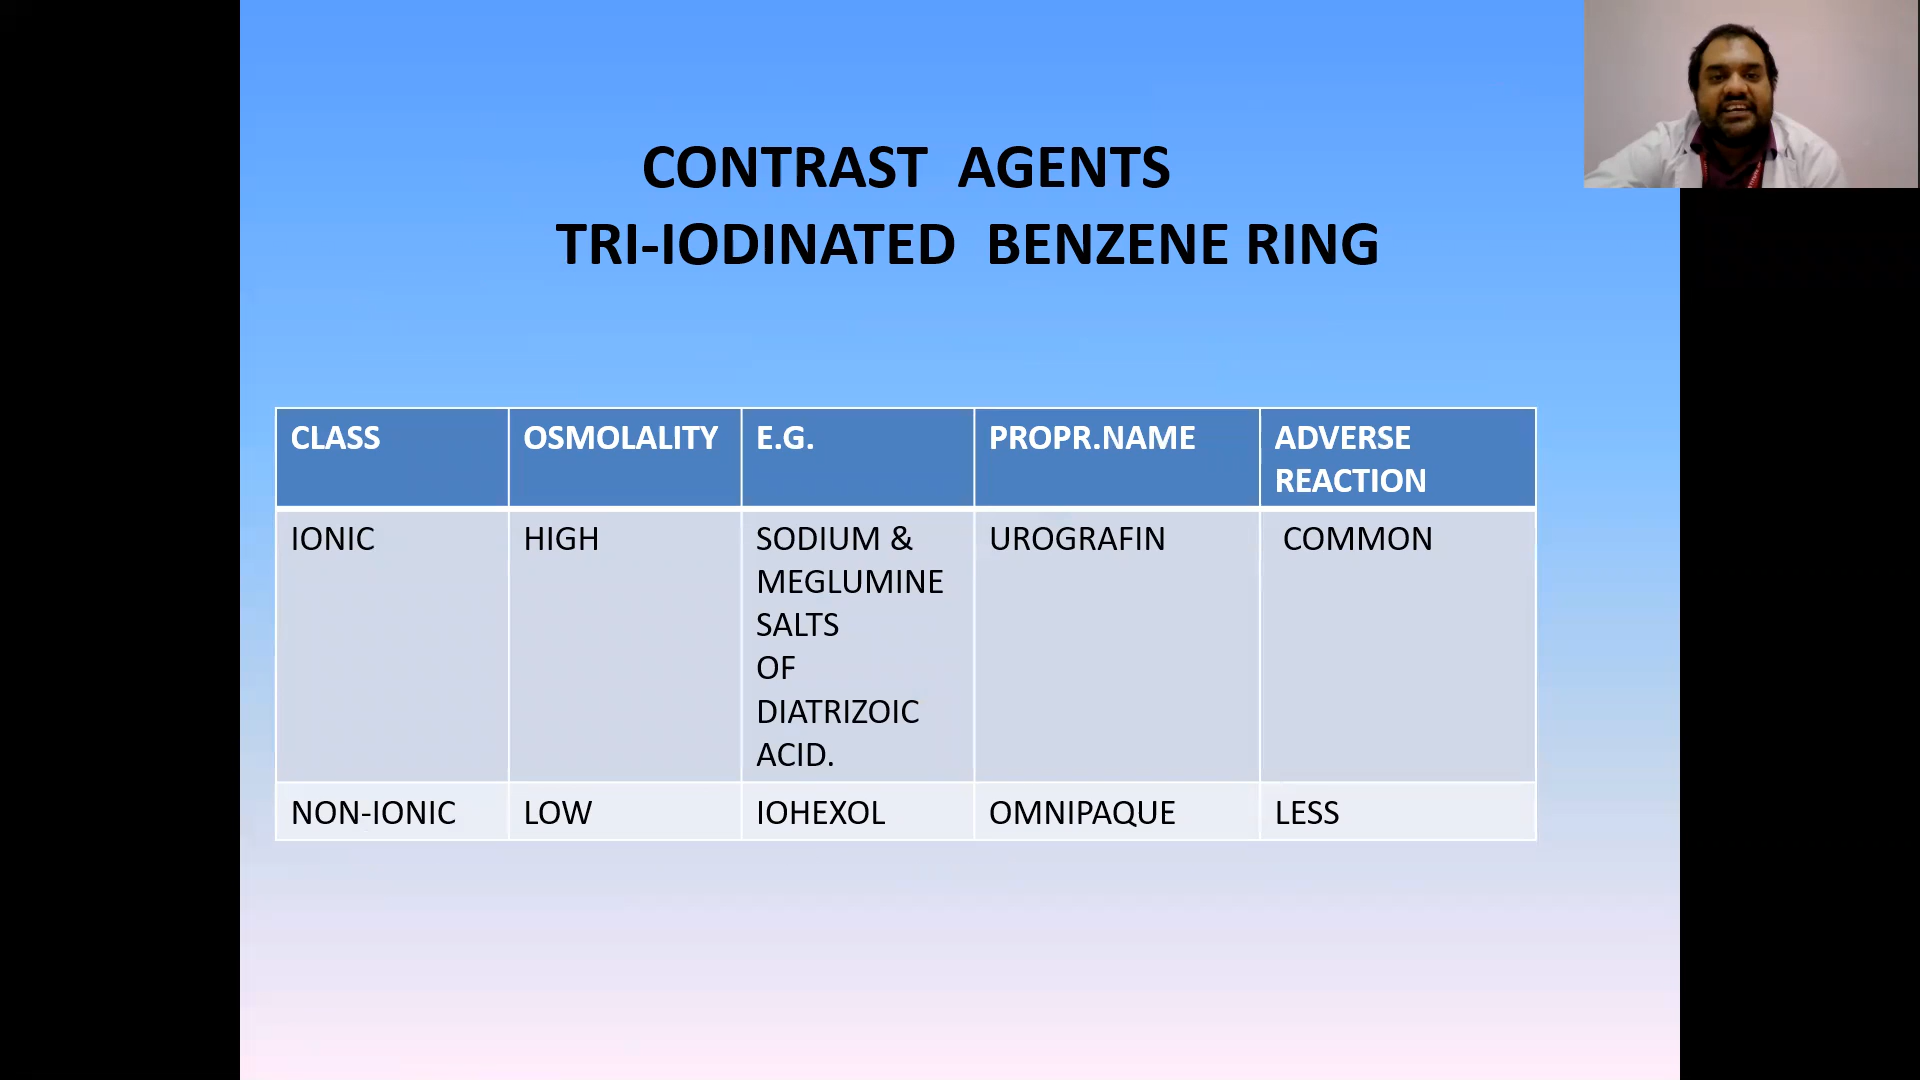 CONTRAST AGENTS
TRI-IODINATED BENZENE RING
CLASS
OSMOLALITY
E.G.
PROPR.NAME
ADVERSE
REACTION
IONIC
HIGH
SODIUM &
MEGLUMINE
SALTS
OF
DIATRIZOIC
ACID.
UROGRAFIN
COMMON
NON-IONIC
LOW
IOHEXOL
OMNIPAQUE
LESS